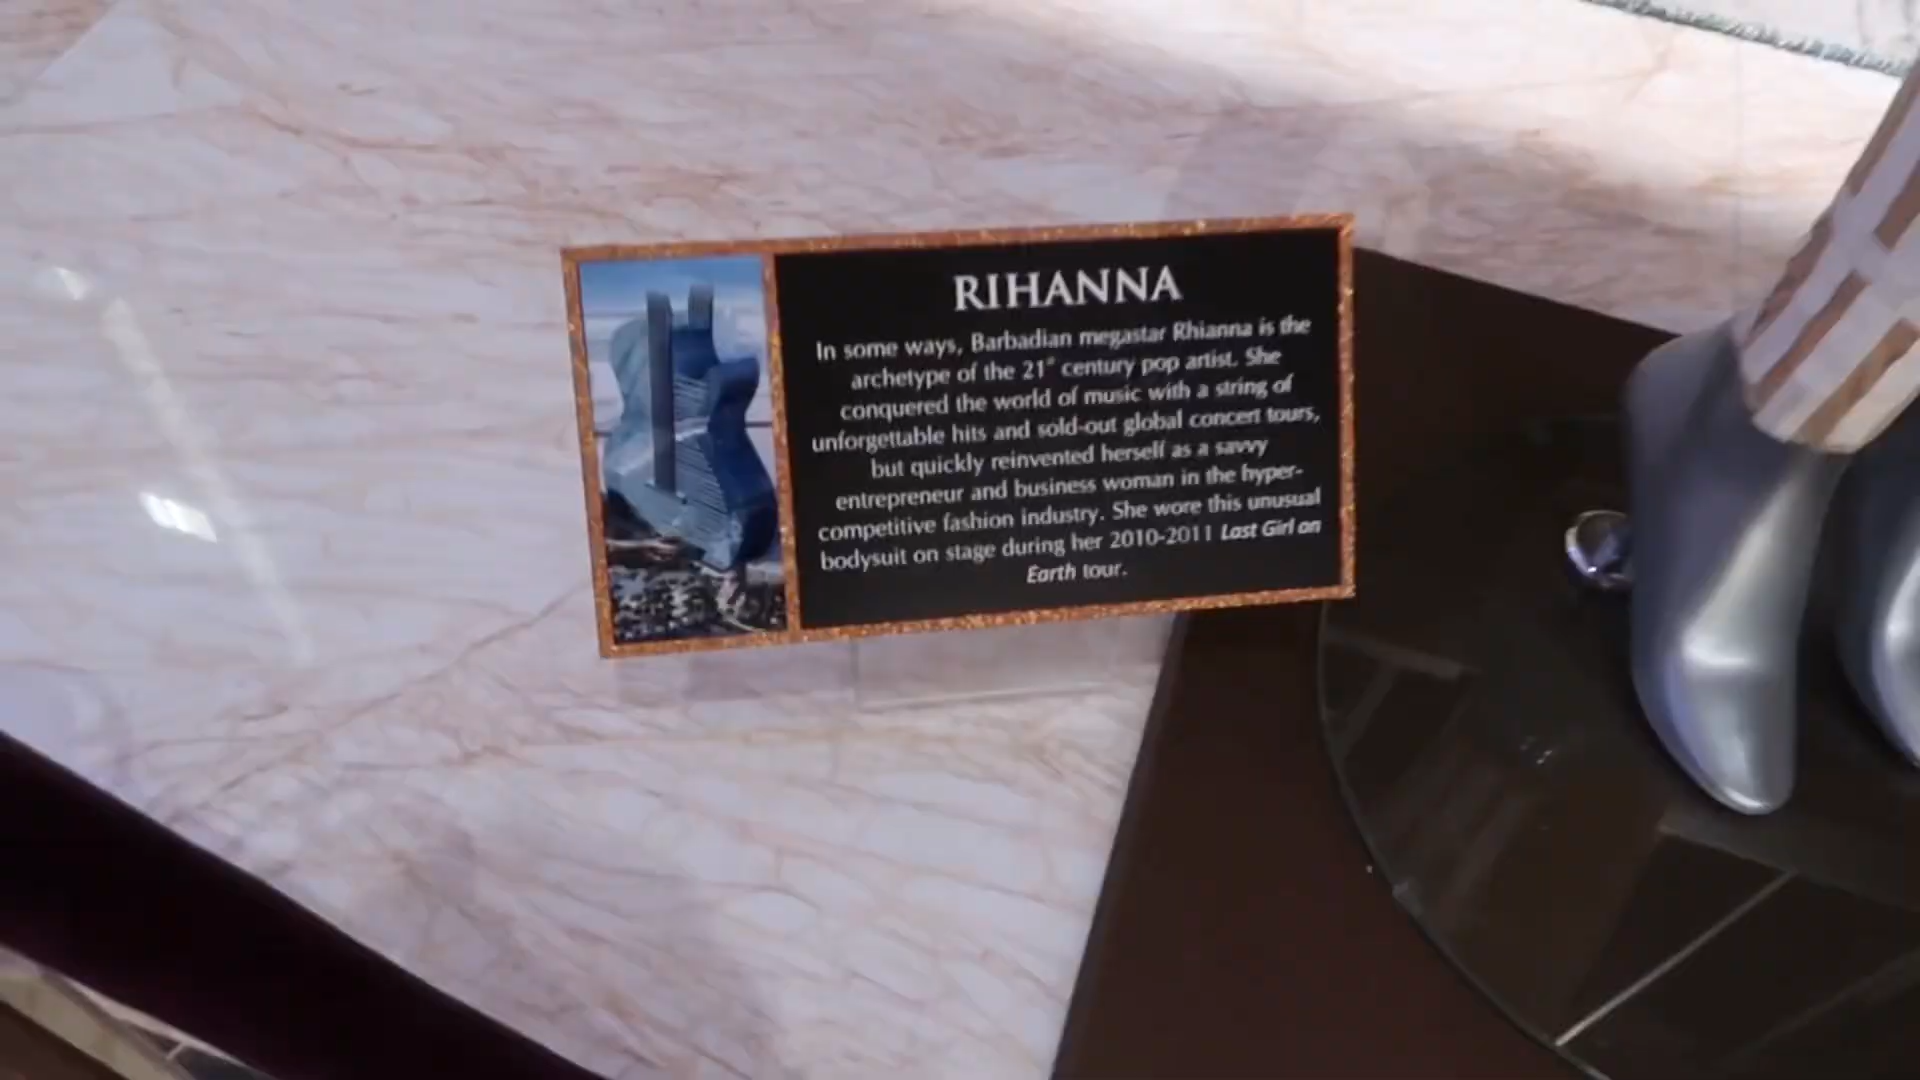 RIHANNA
In some ways, Barbadian megastar Rhianna is the
archetype of the 21st century pop artist. She
conquered the world of music with a string of
unforgettable hits and sold-out global concert tours,
but quickly reinvented herself as a savvy
entrepreneur and business woman in the hyper-
competitive fashion industry. She wore this unusual
bodysuit on stage during her 2010-2011 Last Girl on
Earth tour.